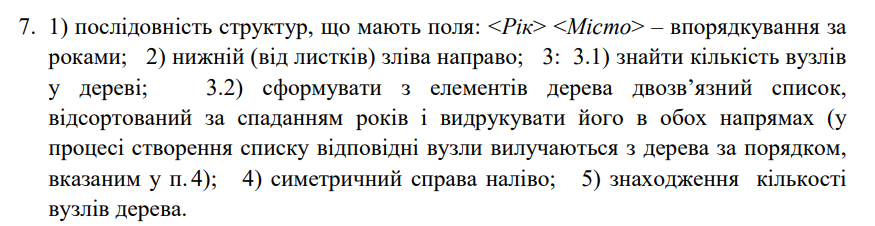 7. 1) послідовність структур, що мають поля: <Рік> <Місто> – впорядкування за
роками; 2) нижній (від листків) зліва направо; 3: 3.1) знайти кількість вузлів
у дереві; 3.2) сформувати з елементів дерева двозв’язний список,
відсортований за спаданням років і видрукувати його в обох напрямах (у
процесі створення списку відповідні вузли вилучаються з дерева за порядком,
вказаним у п. 4); 4) симетричний справа наліво; 5) знаходження кількості
вузлів дерева.